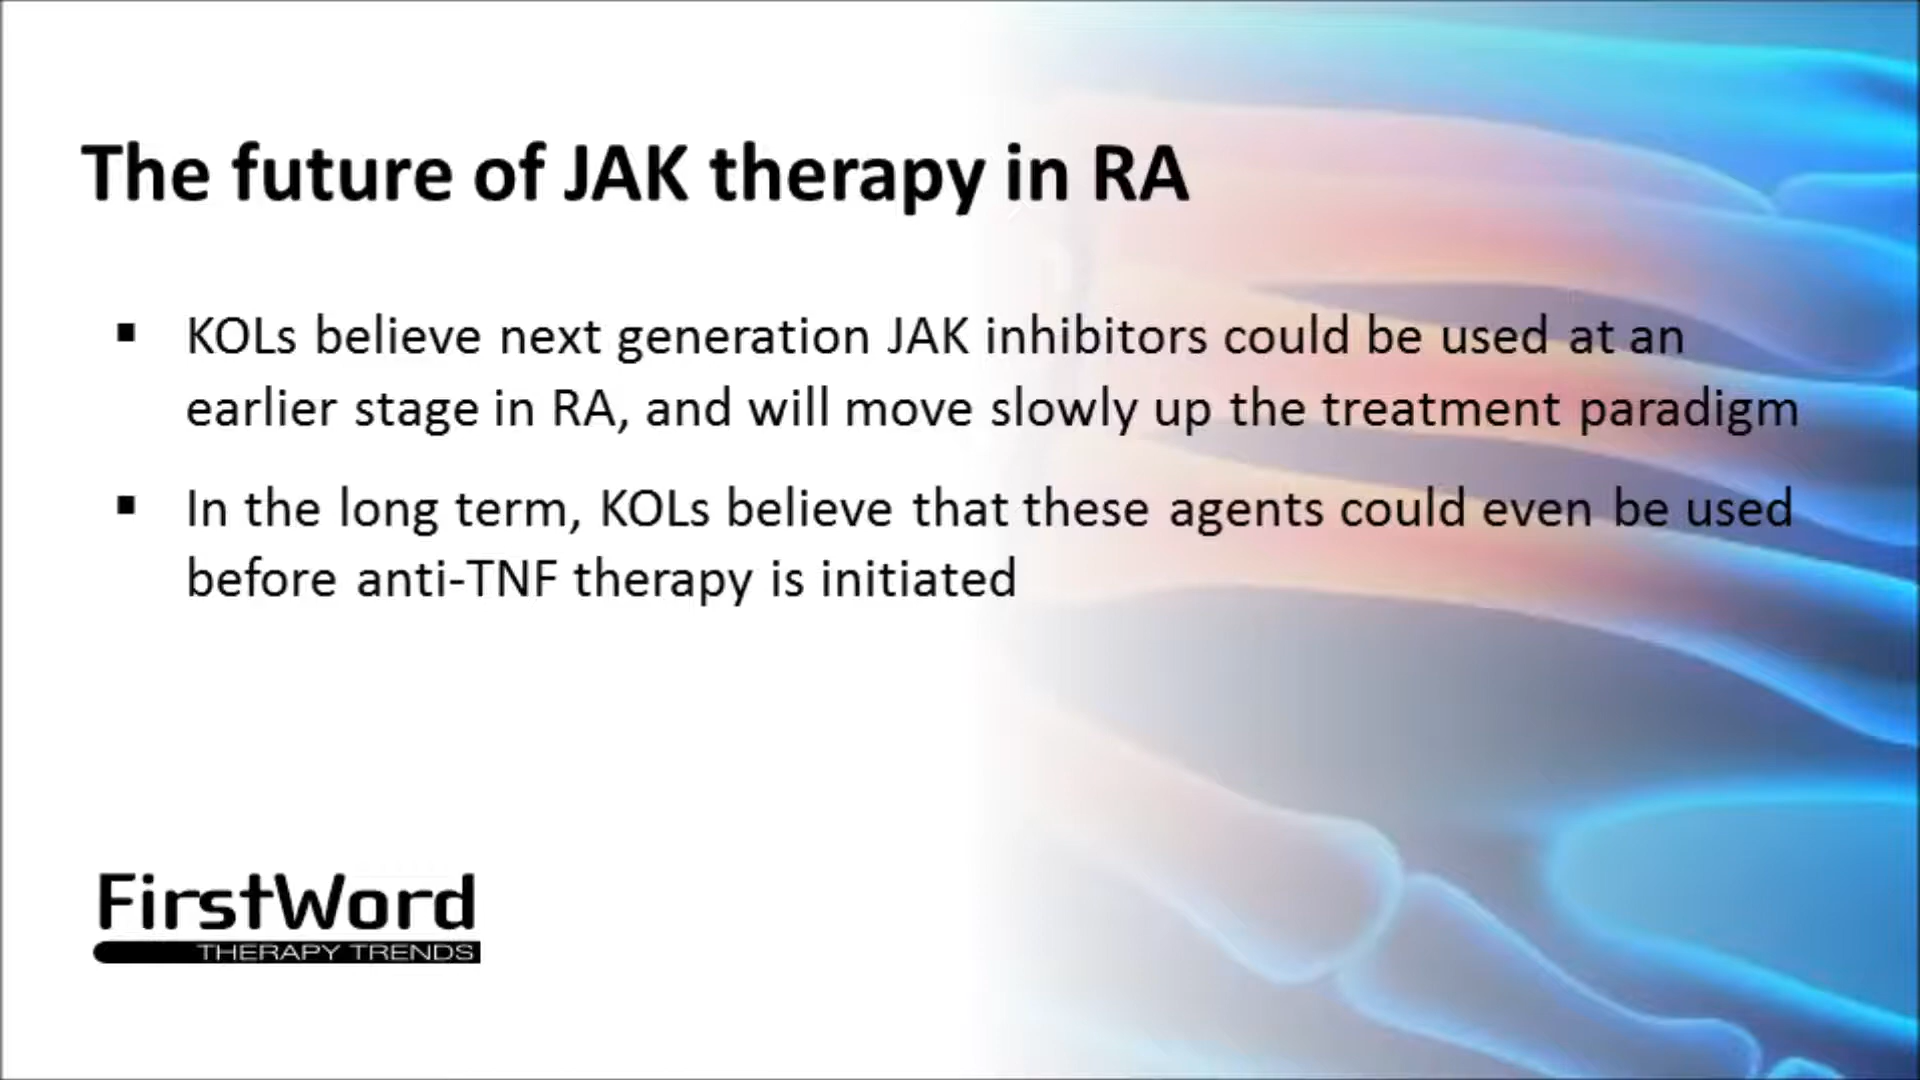 The future of JAK therapy in RA
▪ KOLs believe next generation JAK inhibitors could be used at an
earlier stage in RA, and will move slowly up the treatment paradigm
▪ In the long term, KOLs believe that these agents could even be used
before anti-TNF therapy is initiated
FirstWord
THERAPY TRENDS